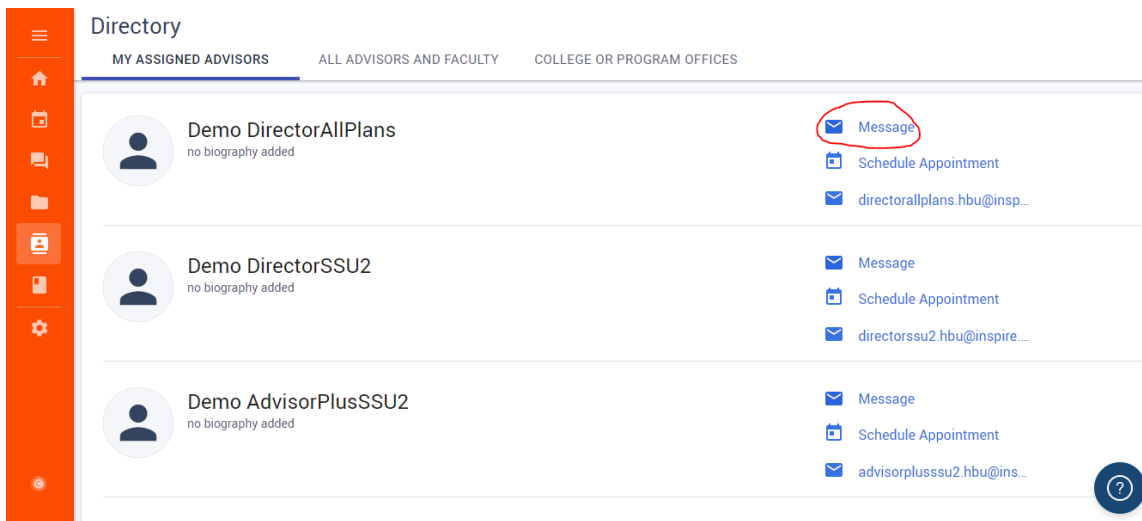 Directory
MY ASSIGNED ADVISORS ALL ADVISORS AND FACULTY COLLEGE OR PROGRAM OFFICES
Demo DirectorAllPlans
no biography added
Message
Schedule Appointment
directorallplans.hbu@insp...
Demo DirectorSSU2
no biography added
Message
Schedule Appointment
directorssu2.hbu@inspire....
Demo AdvisorPlusSSU2
no biography added
Message
Schedule Appointment
advisorplusssu2.hbu@ins...
?